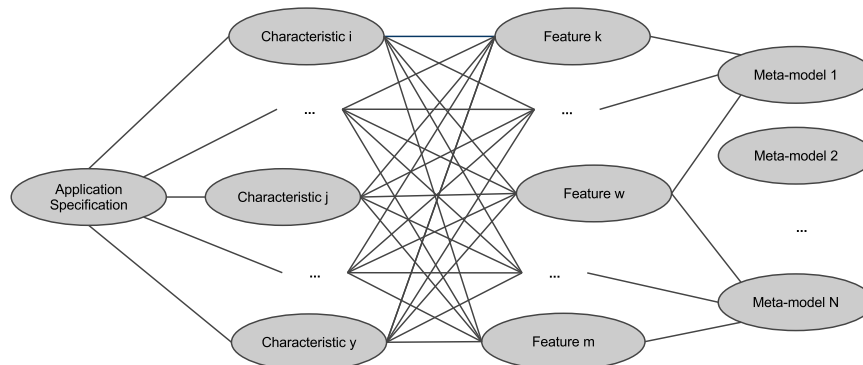 Characteristic i
Feature k
Meta-model 1
...
...
Meta-model 2
Application
Specification
Characteristic j
Feature w
...
...
...
Meta-model N
Characteristic y
Feature m